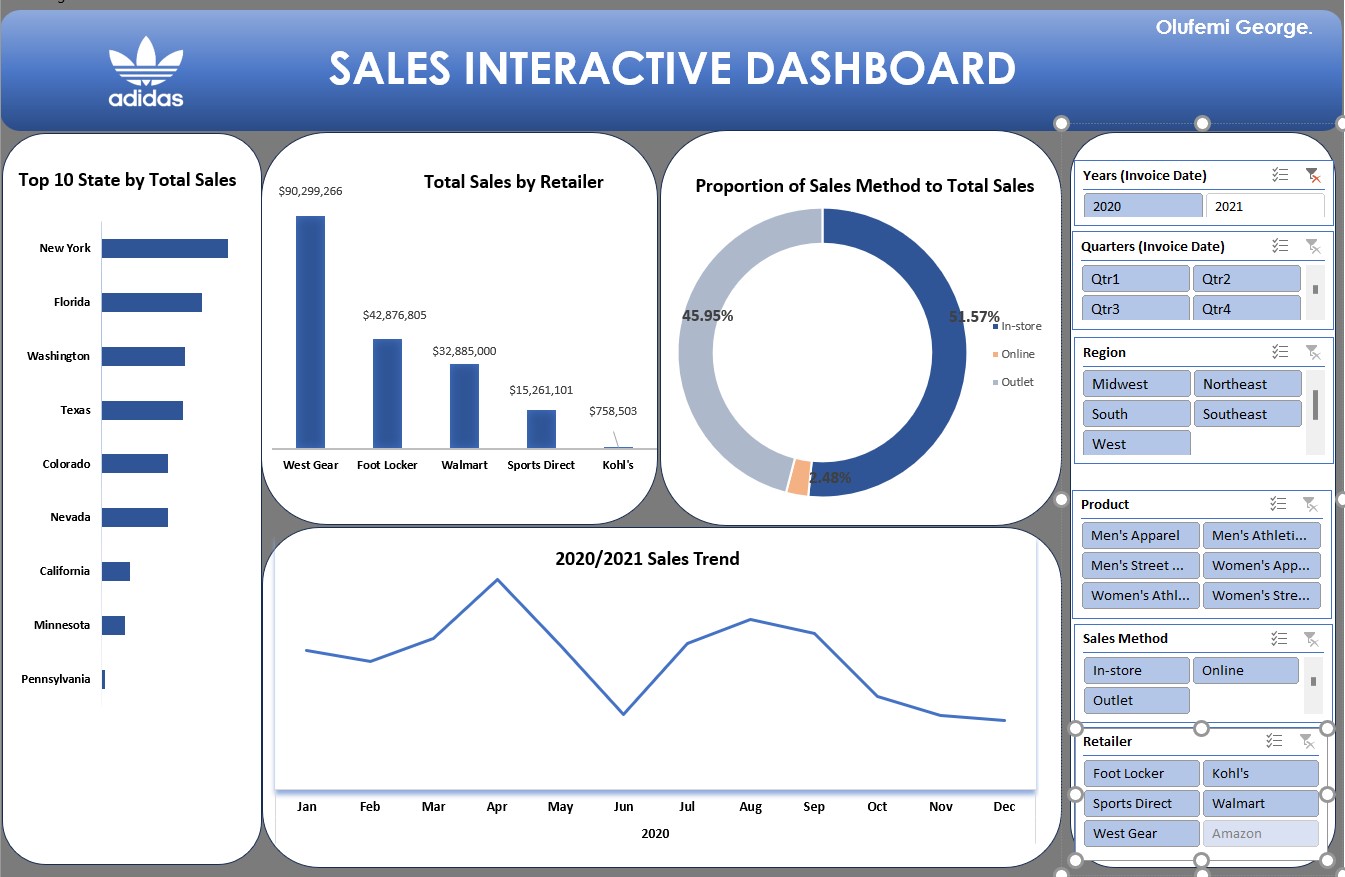 Olufemi George.
adidas
SALES INTERACTIVE DASHBOARD
Top 10 State by Total Sales
New York
Florida
Washington
Texas
Colorado
Nevada
California
Minnesota
Pennsylvania
Total Sales by Retailer
$90,299,266
$42,876,805
$32,885,000
$15,261,101
$758,503
West Gear Foot Locker Walmart Sports Direct Kohl's
Proportion of Sales Method to Total Sales
45.95%
51.57%
2.48%
In-store
Online
Outlet
2020/2021 Sales Trend
Jan Feb Mar Apr May Jun Jul Aug Sep Oct Nov Dec
2020
Years (Invoice Date)
2020 2021
Quarters (Invoice Date)
Qtr1 Qtr2
Qtr3 Qtr4
Region
Midwest Northeast
South Southeast
West
Product
Men's Apparel Men's Athleti...
Men's Street ... Women's App...
Women's Athl... Women's Stre...
Sales Method
In-store Online
Outlet
Retailer
Foot Locker Kohl's
Sports Direct Walmart
West Gear Amazon